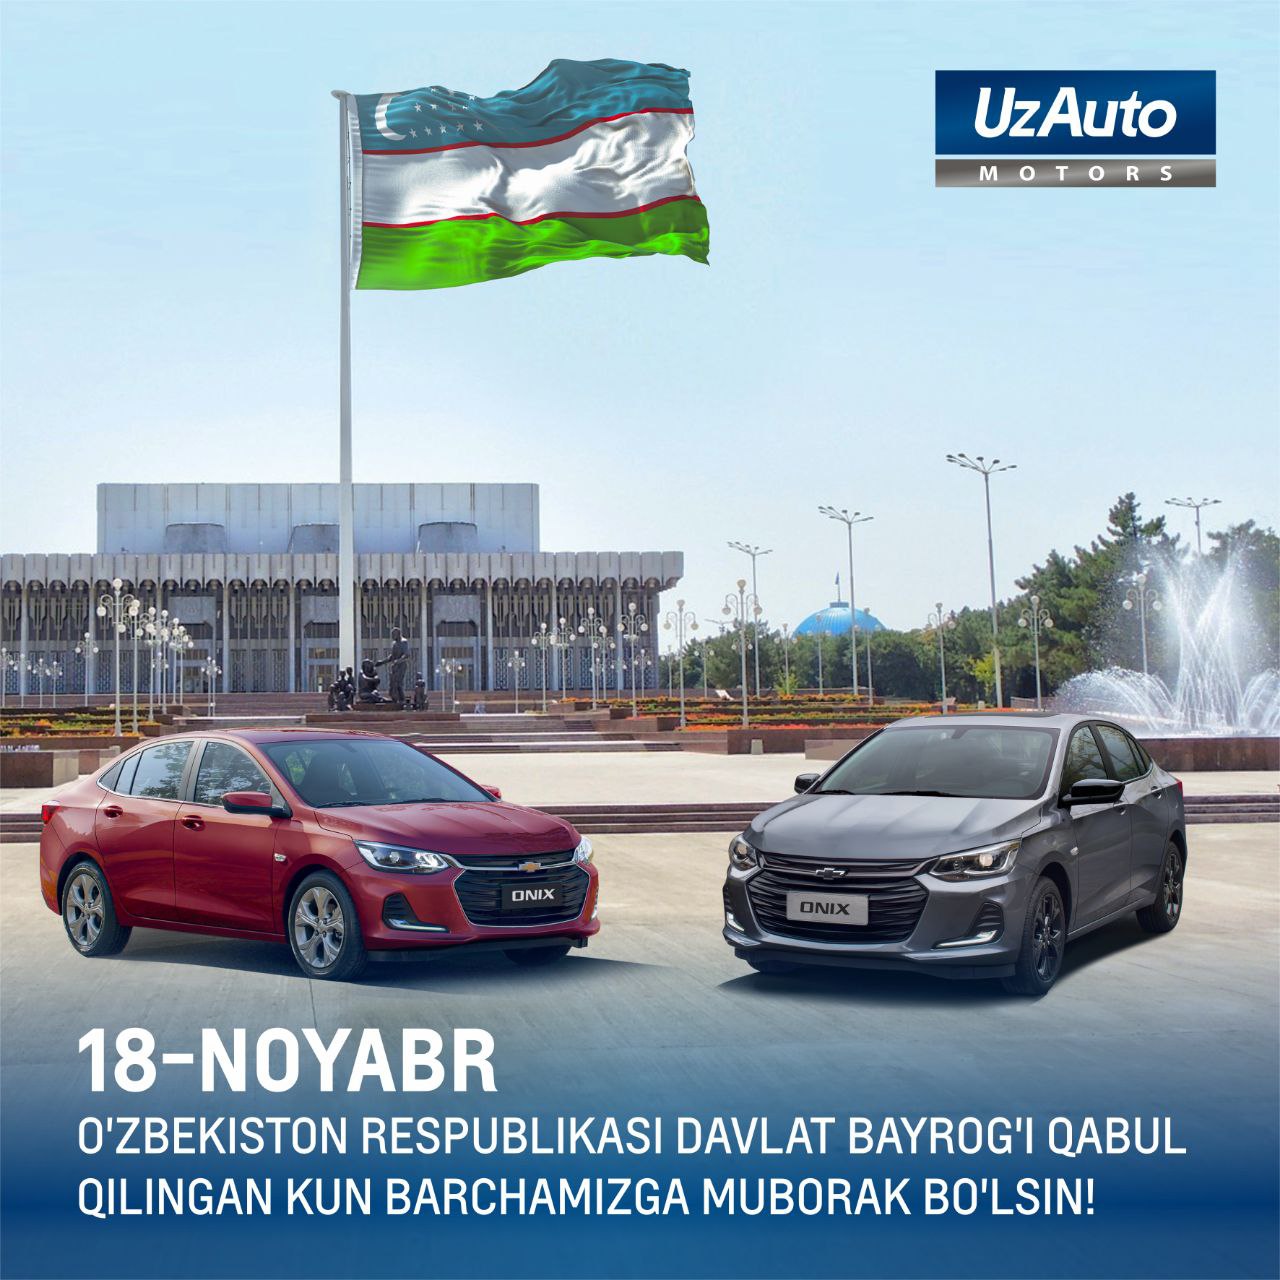 UzAuto
MOTORS
ONIX
ONIX
18-NOYABR
O'ZBEKISTON RESPUBLIKASI DAVLAT BAYROG'I QABUL
QILINGAN KUN BARCHAMIZGA MUBORAK BO'LSIN!